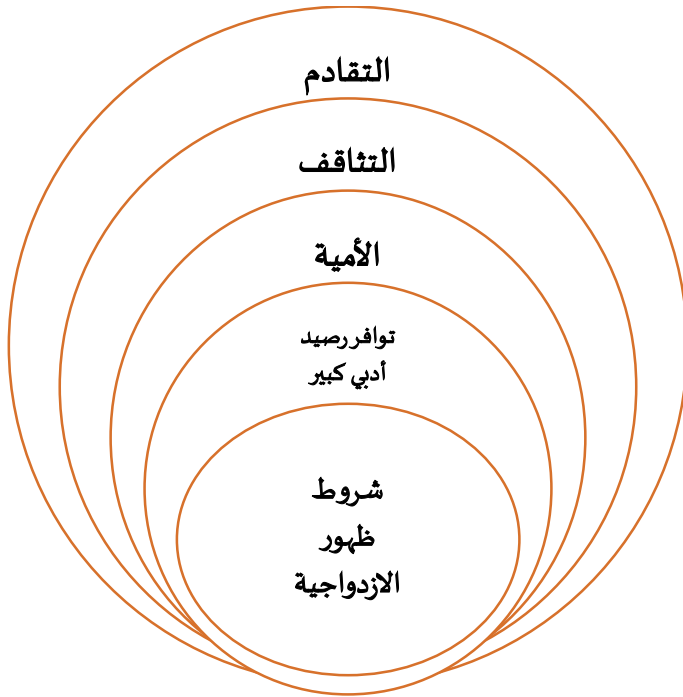 التقادم
التثاقف
الأمية
توافر رصيد
أدبي كبير
شروط
ظهور
الازدواجية